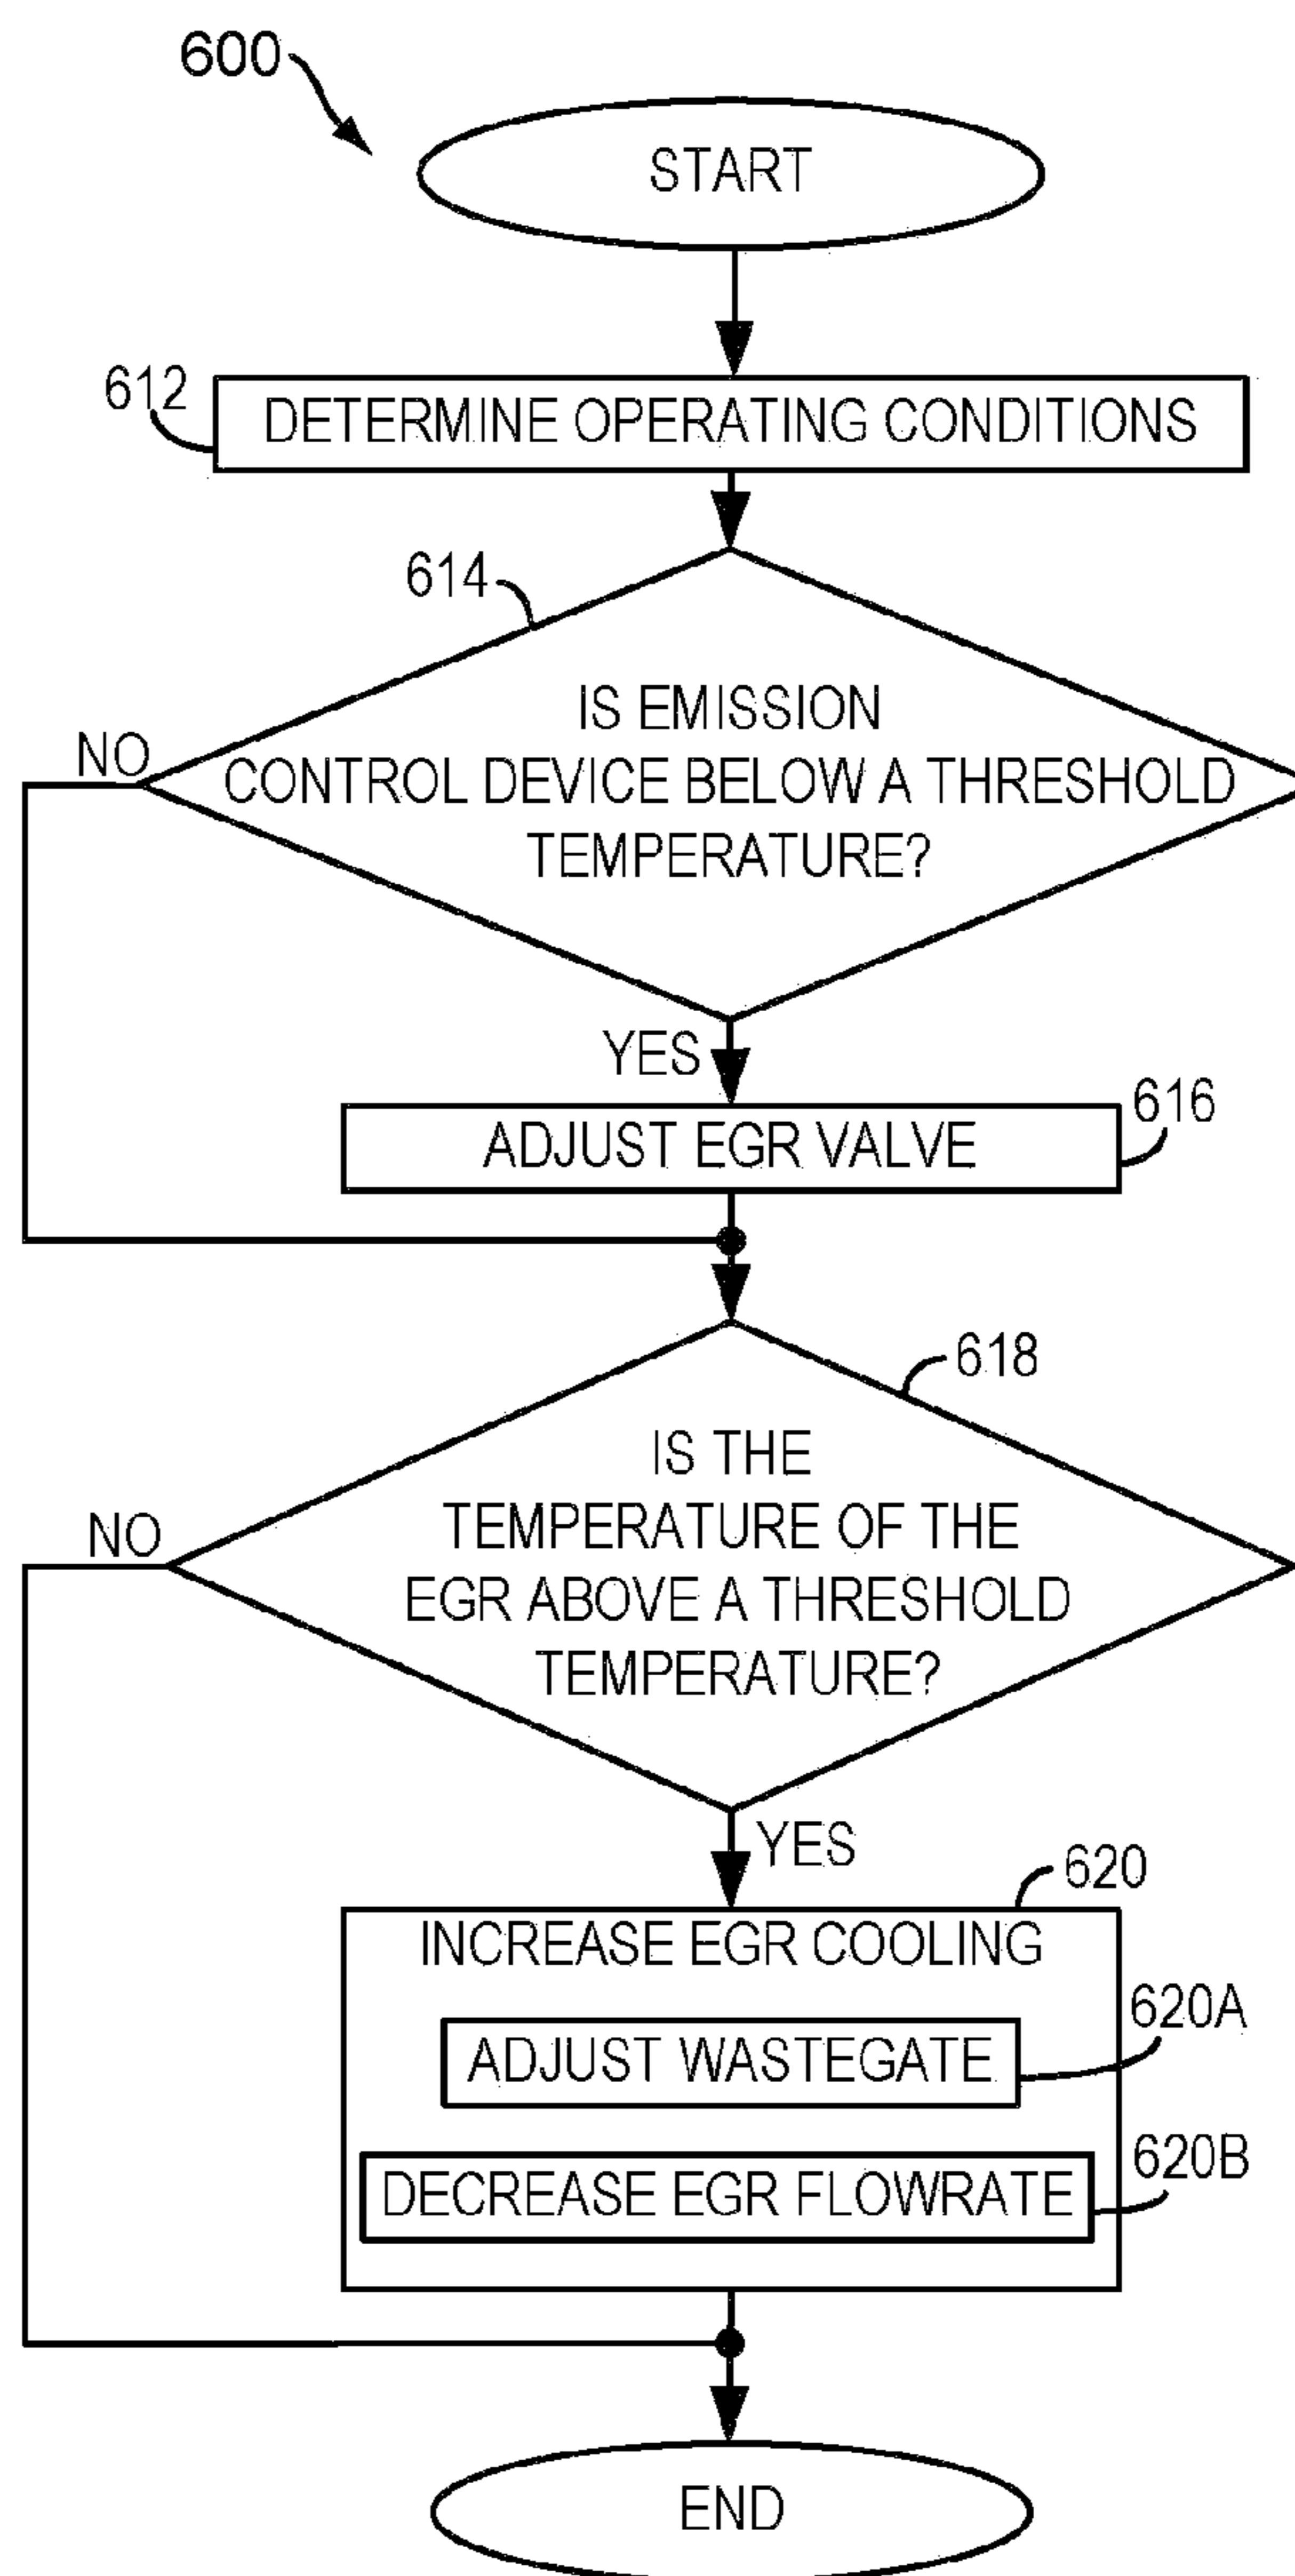 600
START
612
DETERMINE OPERATING CONDITIONS
614
IS EMISSION
CONTROL DEVICE BELOW A THRESHOLD
TEMPERATURE?
NO
YES
616
ADJUST EGR VALVE
618
IS THE
TEMPERATURE OF THE
EGR ABOVE A THRESHOLD
TEMPERATURE?
NO
YES
620
INCREASE EGR COOLING
620A
ADJUST WASTEGATE
620B
DECREASE EGR FLOWRATE
END